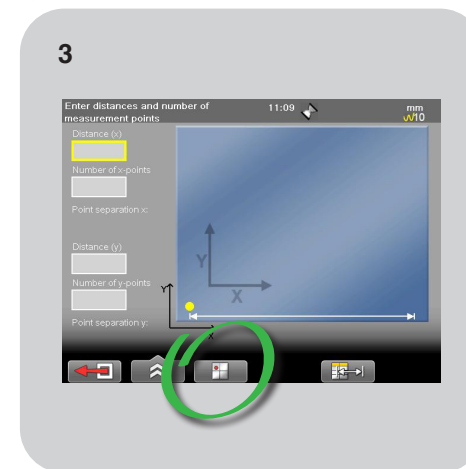 3
Enter distances and number of measurement points
11:09
mm
1/10
Distance (x)
Number of x-points
Point separation x:
Distance (y)
Number of y-points
Point separation y:
Y
X
Y
X